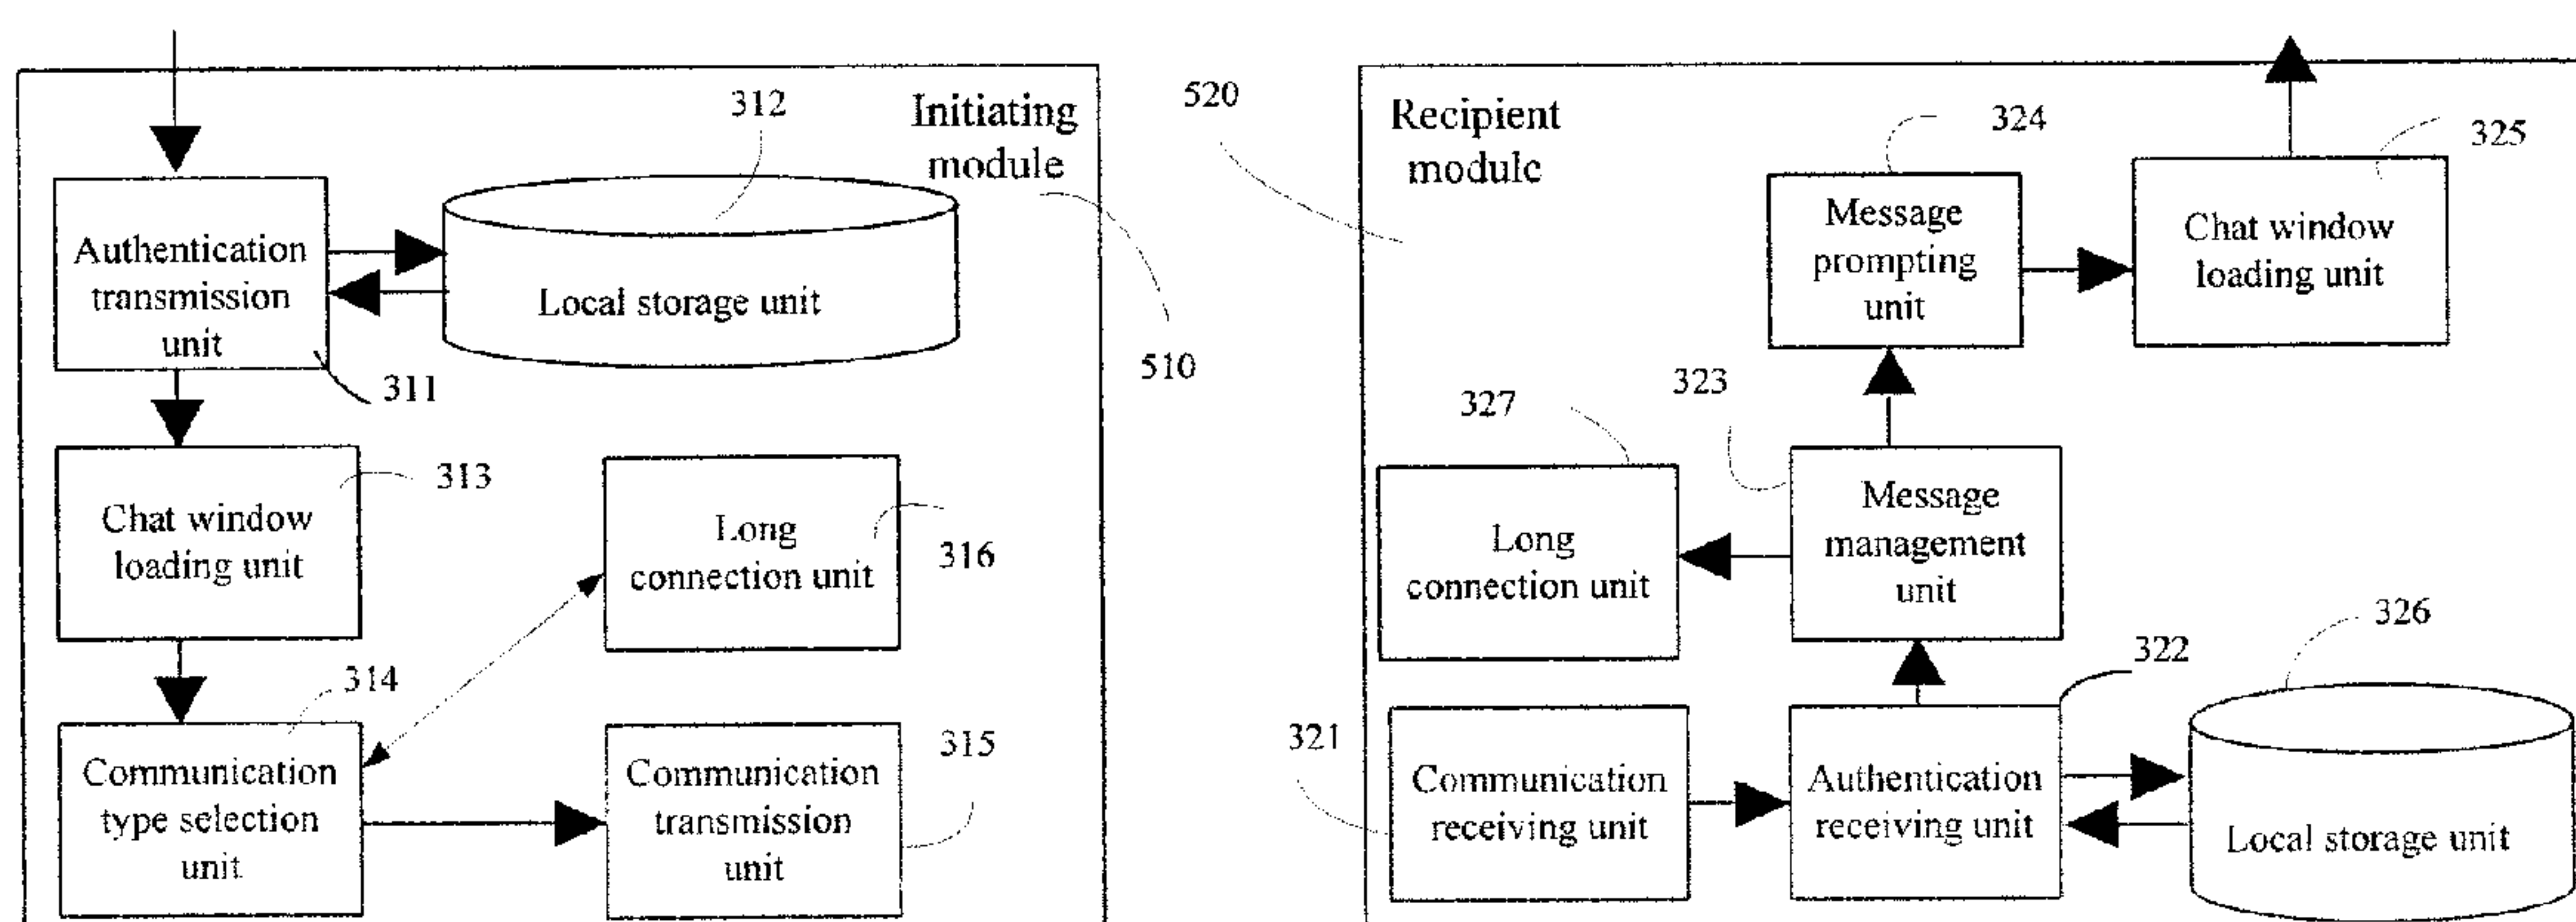 312
Initiating
module
Authentication
transmission
unit
Local storage unit
311
510
Chat window
loading unit
313
Long
connection unit
316
314
Communication
type selection
unit
Communication
transmission
unit
315
520
Recipient
module
324
325
Message
prompting
unit
Chat window
loading unit
323
327
Long
connection unit
Message
management
unit
326
322
321
Communication
receiving unit
Authentication
receiving unit
Local storage unit